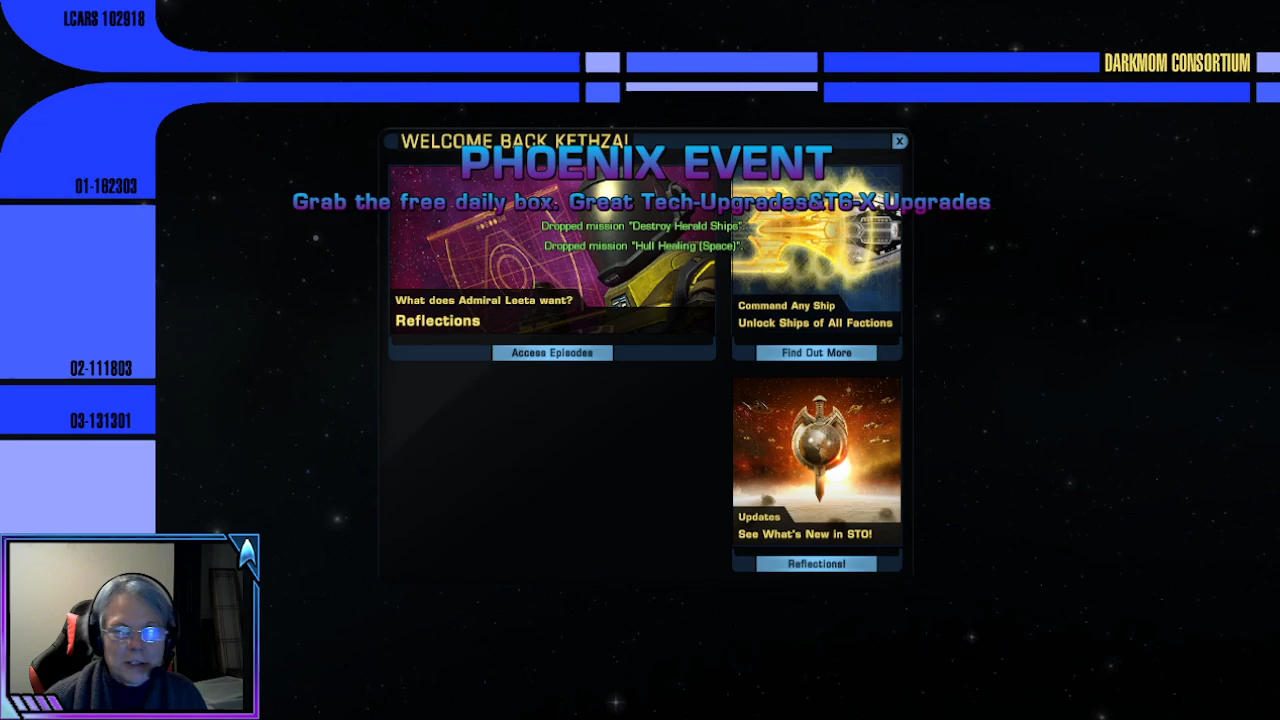 LCARS 102918
DARKMOM CONSORTIUM
01-162303
02-111803
03-131301
WELCOME BACK KETHZAI
X
PHOENIX EVENT
Grab the free daily box. Great Tech-Upgrades&T6-X Upgrades
Dropped mission "Destroy Herald Ships".
Dropped mission "Hull Healing (Space)".
What does Admiral Leeta want?
Reflections
Access Episodes
Command Any Ship
Unlock Ships of All Factions
Find Out More
Updates
See What's New in STO!
Reflections!